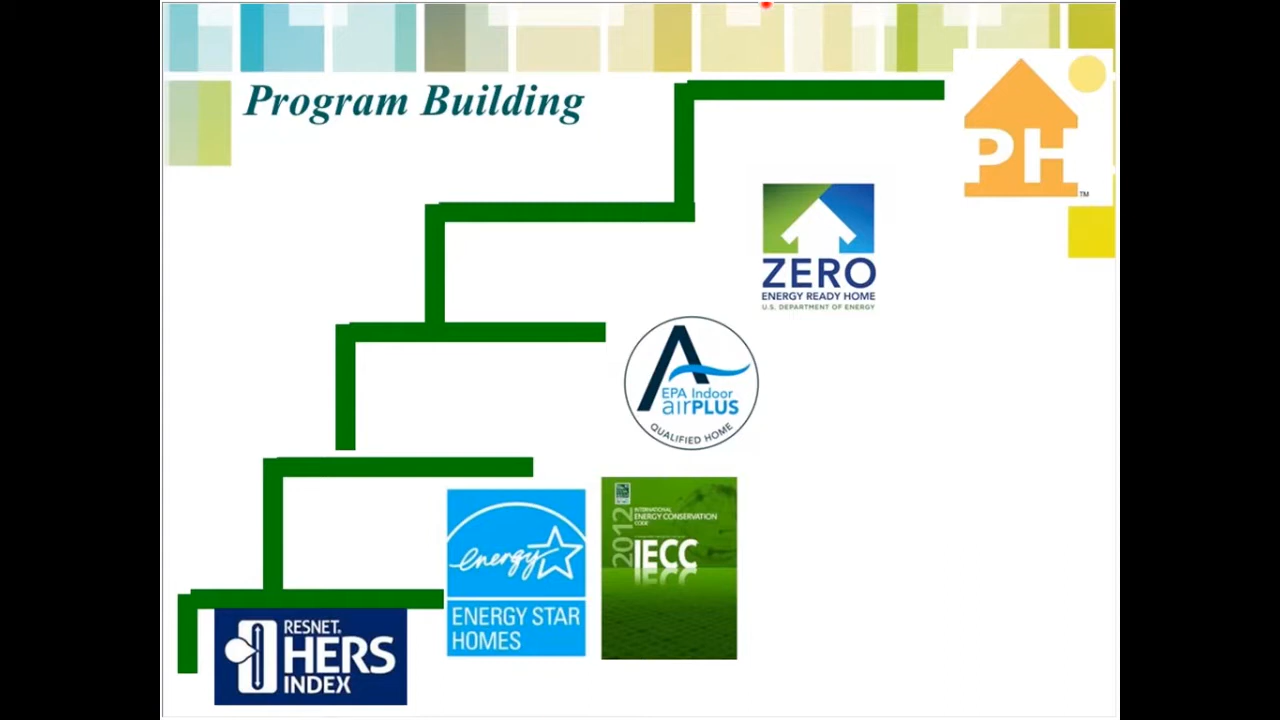 Program Building
PH
TM
ZERO
ENERGY READY HOME
U.S. DEPARTMENT OF ENERGY
A
EPA Indoor
airPLUS
QUALIFIED HOME
energy
ENERGY STAR
HOMES
2012
INTERNATIONAL
ENERGY CONSERVATION
CODE
IECC
RESNET.
HERS
INDEX